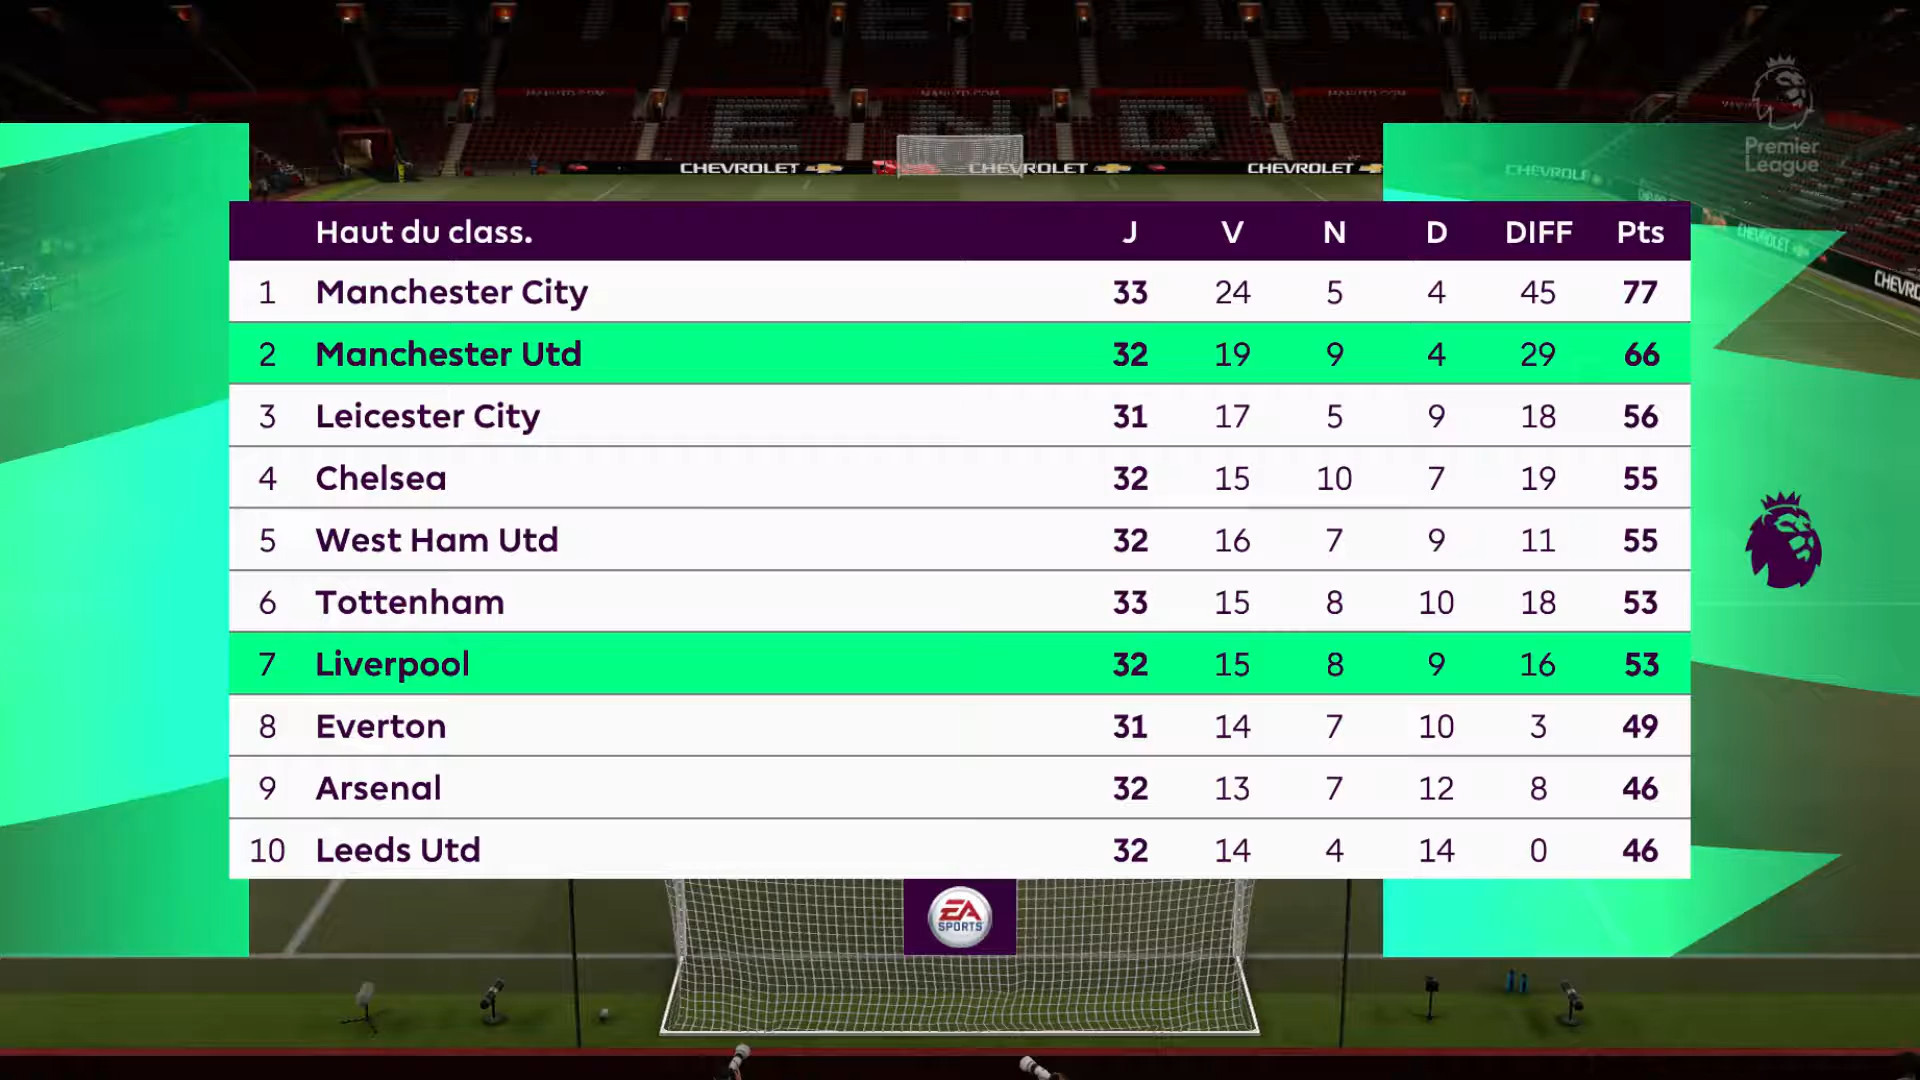 Premier
League
E N D
CHEVROLET CHEVROLET CHEVROLET
CHEVROLET
Haut du class. J V N D DIFF Pts
1 Manchester City 33 24 5 4 45 77
2 Manchester Utd 32 19 9 4 29 66
3 Leicester City 31 17 5 9 18 56
4 Chelsea 32 15 10 7 19 55
5 West Ham Utd 32 16 7 9 11 55
6 Tottenham 33 15 8 10 18 53
7 Liverpool 32 15 8 9 16 53
8 Everton 31 14 7 10 3 49
9 Arsenal 32 13 7 12 8 46
10 Leeds Utd 32 14 4 14 0 46
EA
SPORTS